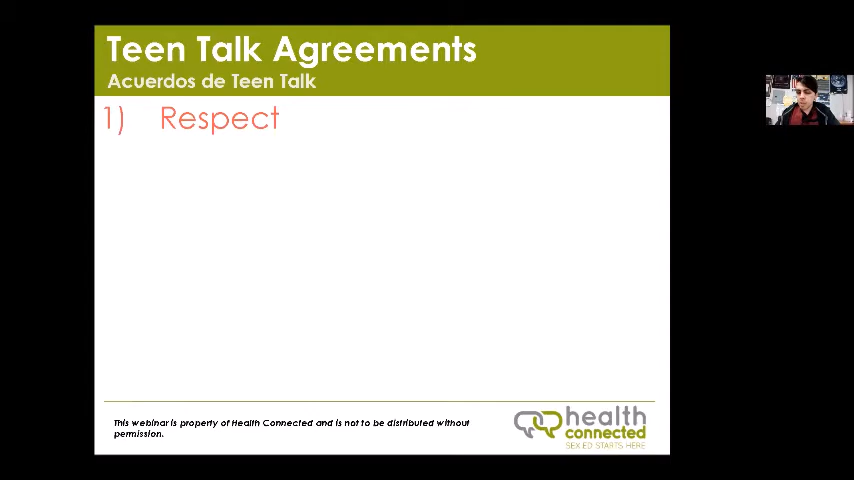 Teen Talk Agreements
Acuerdos de Teen Talk
1) Respect
This webinar is property of Health Connected and is not to be distributed without
permission.
health
connected
SEX ED STARTS HERE